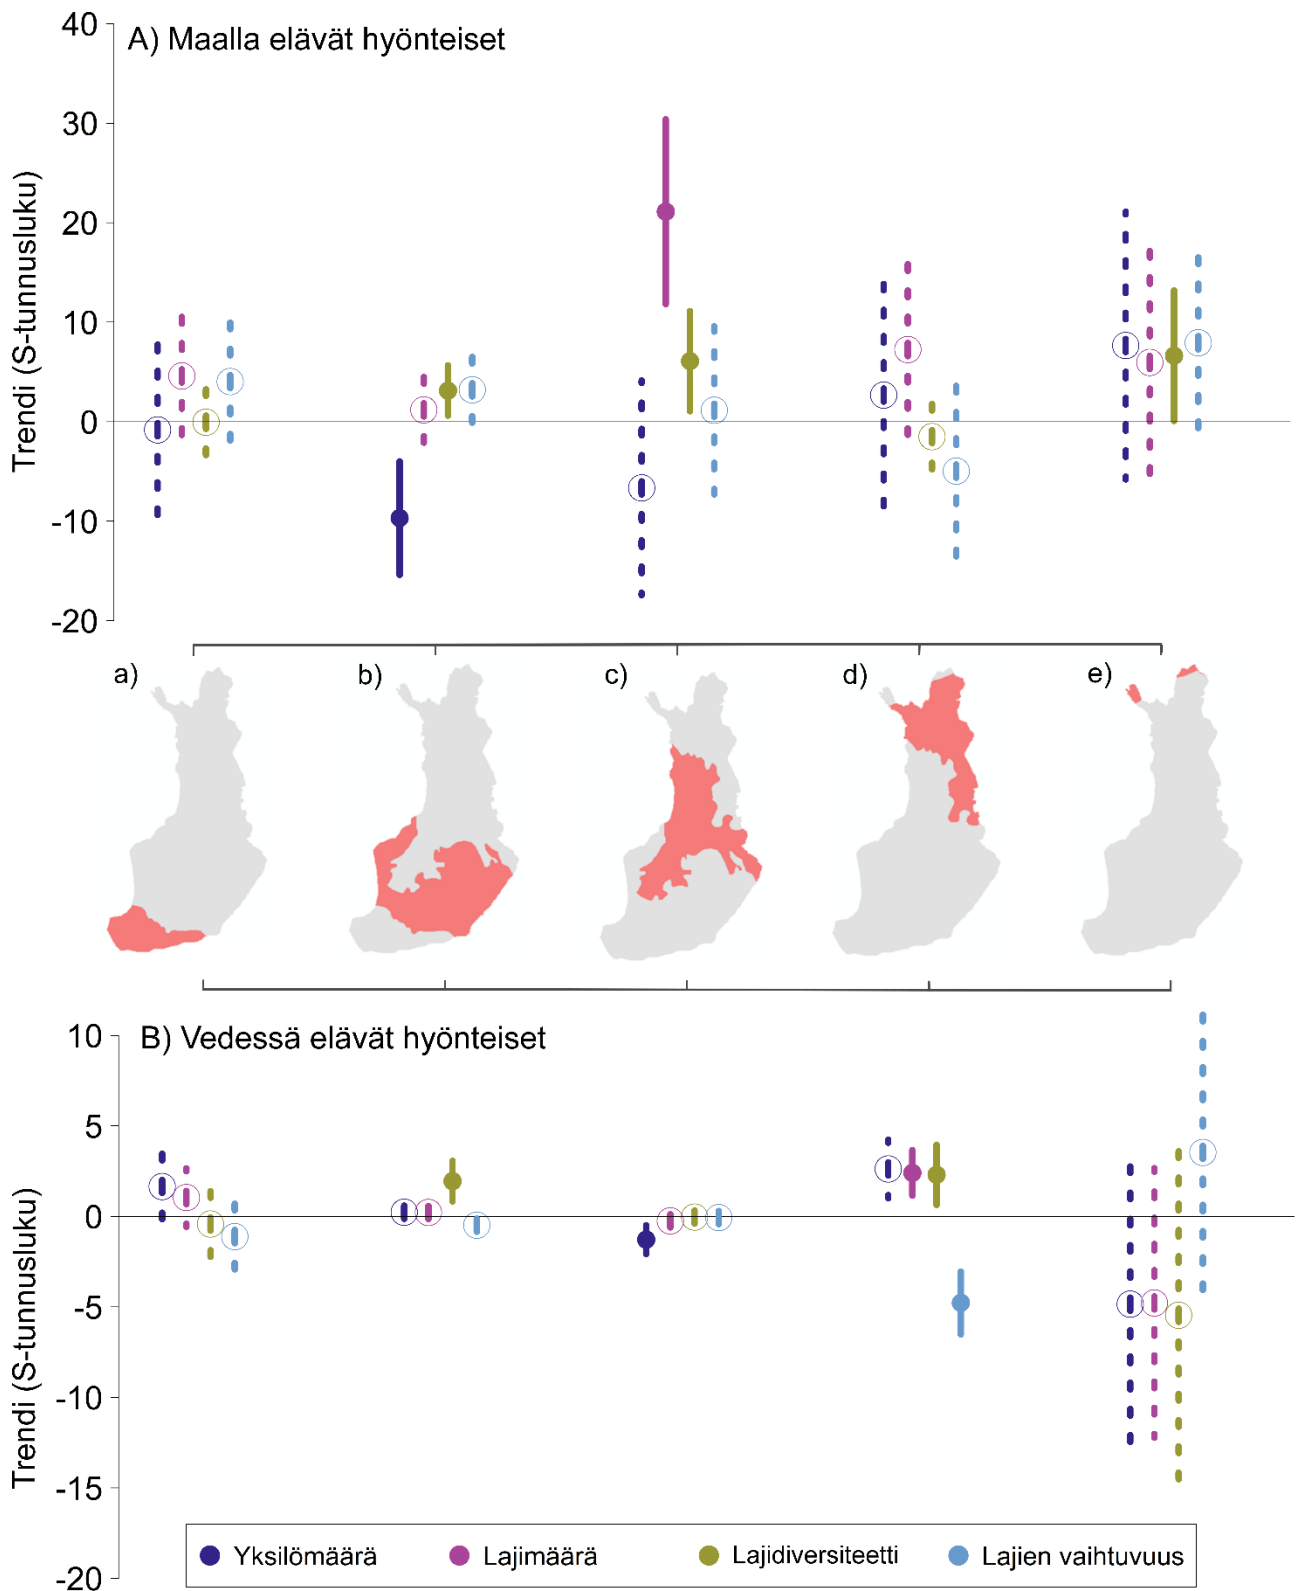 A) Maalla elävät hyönteiset
Trendi (S-tunnusluku)
40
30
20
10
0
-10
-20
a)
b)
c)
d)
e)
B) Vedessä elävät hyönteiset
Trendi (S-tunnusluku)
10
5
0
-5
-10
-15
-20
Yksilömäärä
Lajimäärä
Lajidiversiteetti
Lajien vaihtuvuus